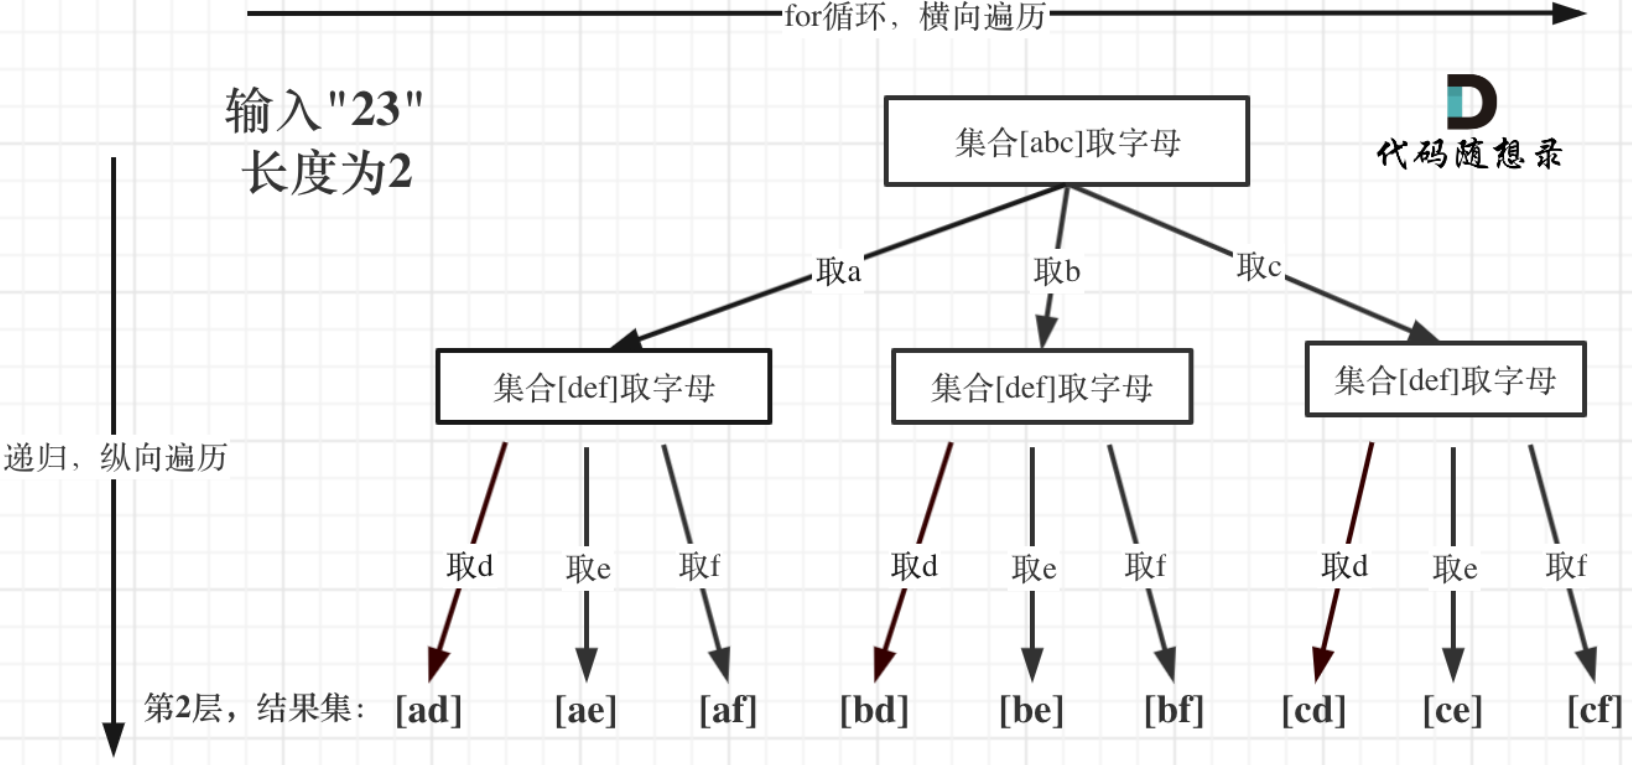 for循环，横向遍历
输入"23"
长度为2
集合[abc]取字母
代码随想录
取a
取b
取c
集合[def]取字母
集合[def]取字母
集合[def]取字母
递归，纵向遍历
取d
取e
取f
取d
取e
取f
取d
取e
取f
第2层，结果集：
[ad]
[ae]
[af]
[bd]
[be]
[bf]
[cd]
[ce]
[cf]